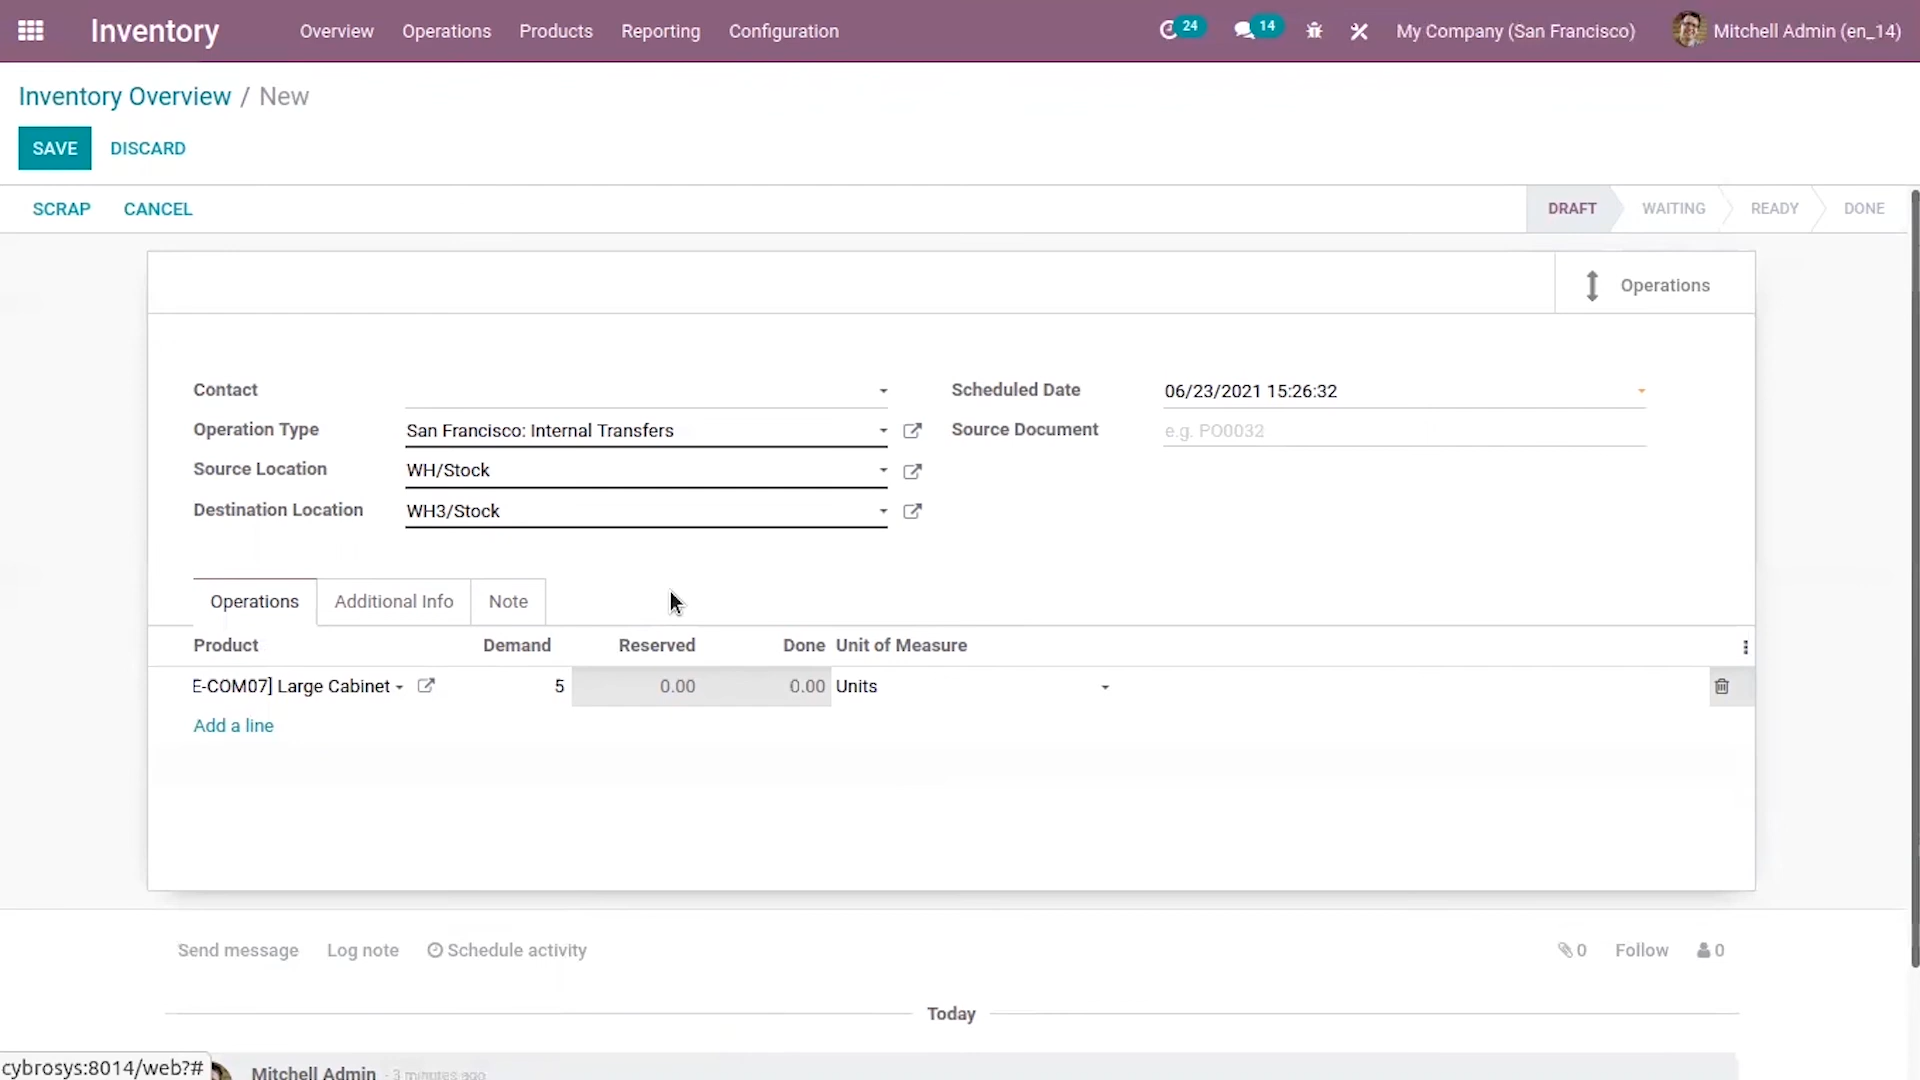 Inventory Overview Operations Products Reporting Configuration 24 14 My Company (San Francisco) Mitchell Admin (en_14)
Inventory Overview / New
SAVE DISCARD
SCRAP CANCEL DRAFT WAITING READY DONE
Operations
Contact Scheduled Date 06/23/2021 15:26:32
Operation Type San Francisco: Internal Transfers Source Document e.g. PO0032
Source Location WH/Stock
Destination Location WH3/Stock
Operations Additional Info Note
Product Demand Reserved Done Unit of Measure
E-COM07] Large Cabinet 5 0.00 0.00 Units
Add a line
Send message Log note Schedule activity 0 Follow 0
Today
cybrosys:8014/web?# Mitchell Admin - 3 minutes ago